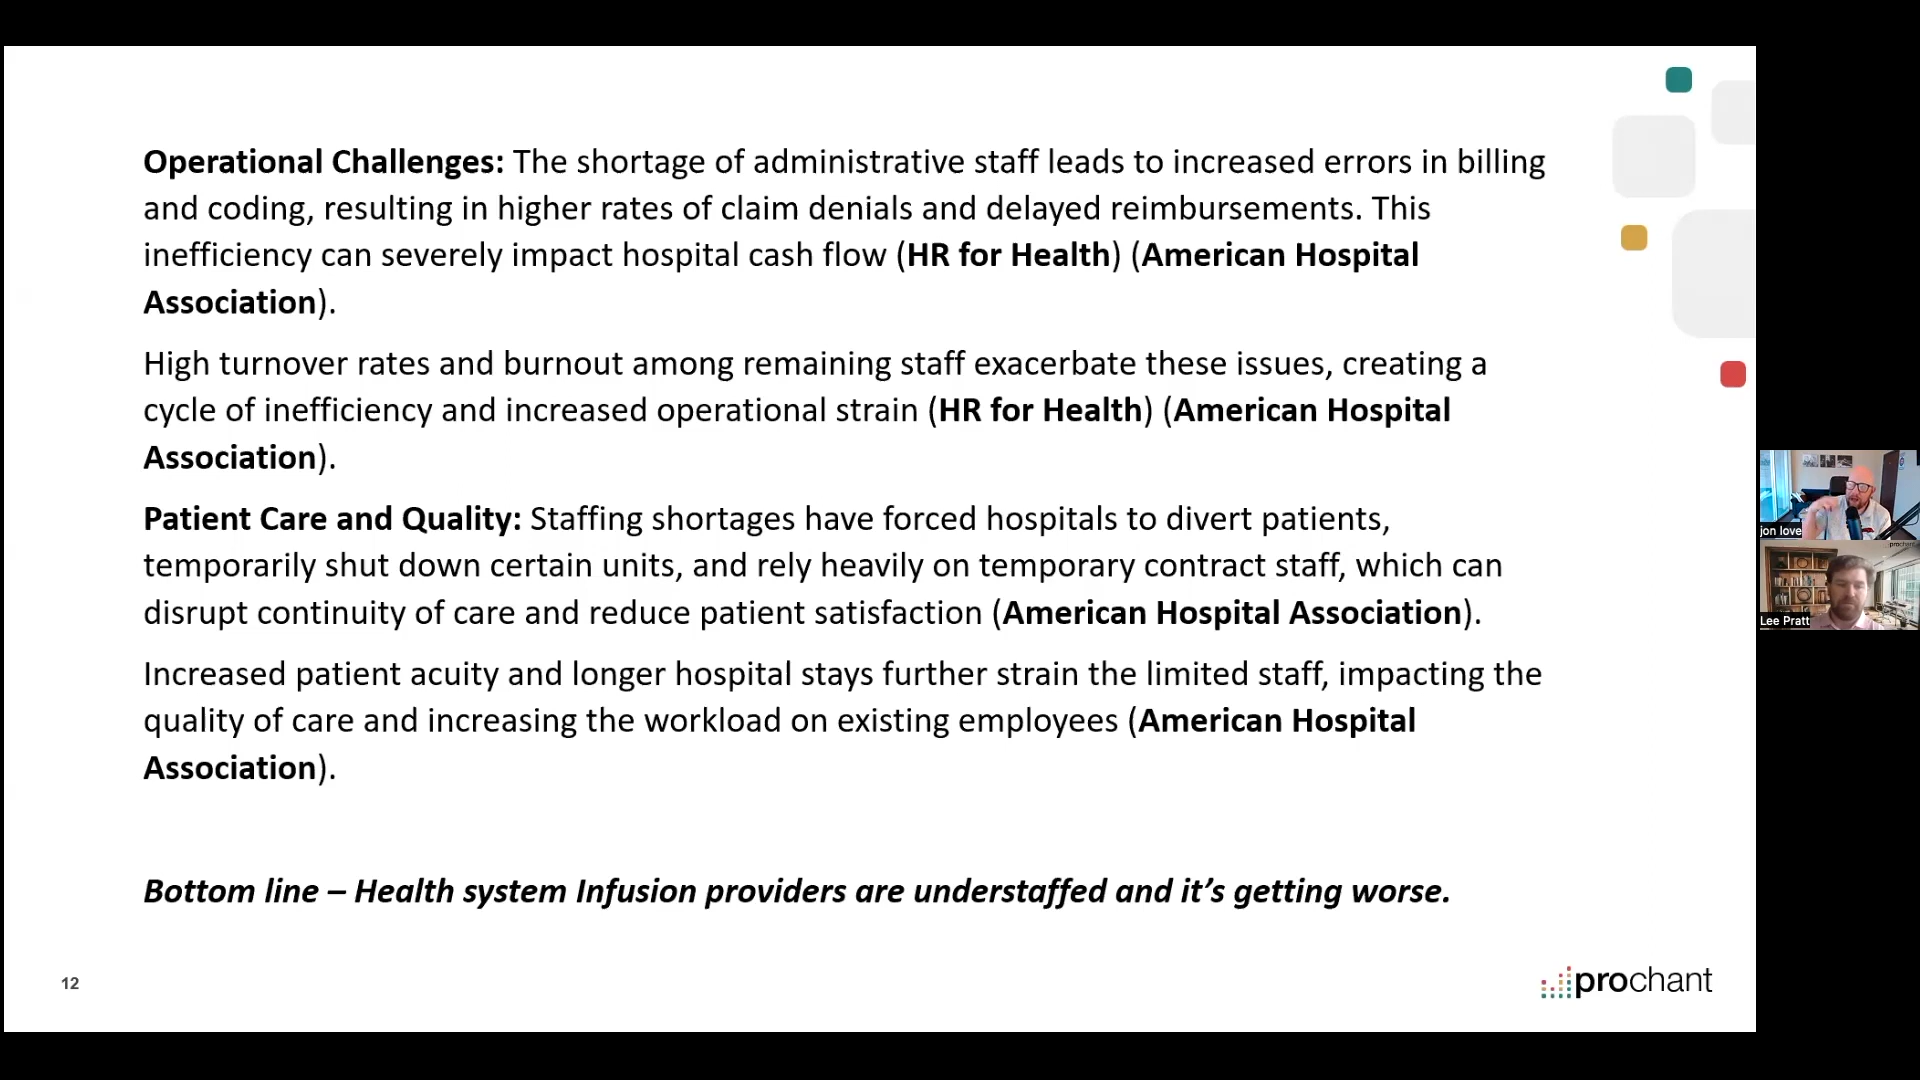 Operational Challenges: The shortage of administrative staff leads to increased errors in billing
and coding, resulting in higher rates of claim denials and delayed reimbursements. This
inefficiency can severely impact hospital cash flow (HR for Health) (American Hospital
Association).
High turnover rates and burnout among remaining staff exacerbate these issues, creating a
cycle of inefficiency and increased operational strain (HR for Health) (American Hospital
Association).
Patient Care and Quality: Staffing shortages have forced hospitals to divert patients,
temporarily shut down certain units, and rely heavily on temporary contract staff, which can
disrupt continuity of care and reduce patient satisfaction (American Hospital Association).
Increased patient acuity and longer hospital stays further strain the limited staff, impacting the
quality of care and increasing the workload on existing employees (American Hospital
Association).
Bottom line – Health system Infusion providers are understaffed and it’s getting worse.
12
prochant
jon love
prochant
Lee Pratt